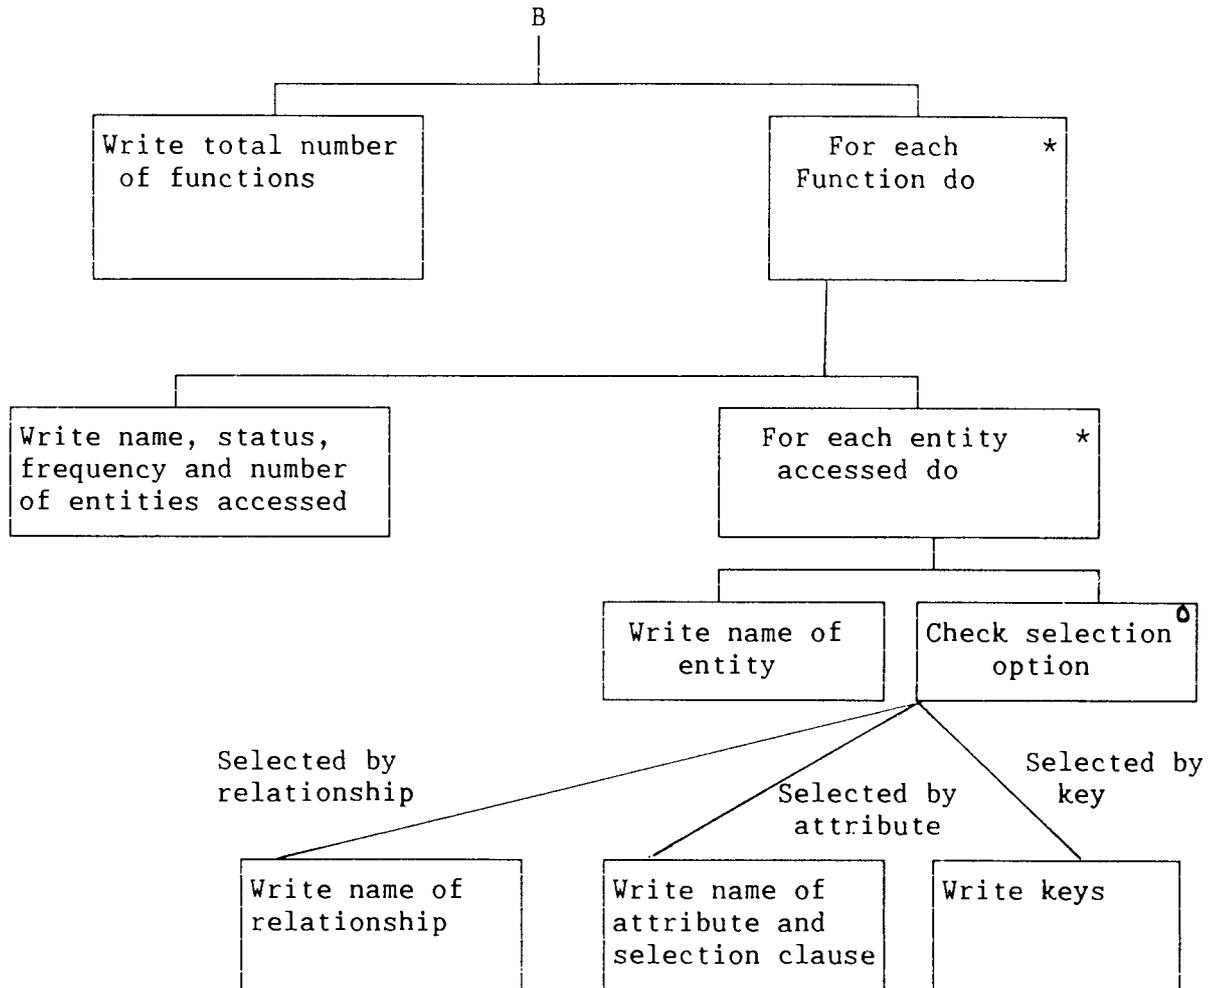 B
Write total number
of functions
For each *
Function do
Write name, status,
frequency and number
of entities accessed
For each entity *
accessed do
Write name of
entity
Check selection o
option
Selected by
relationship
Selected by
attribute
Selected by
key
Write name of
relationship
Write name of
attribute and
selection clause
Write keys